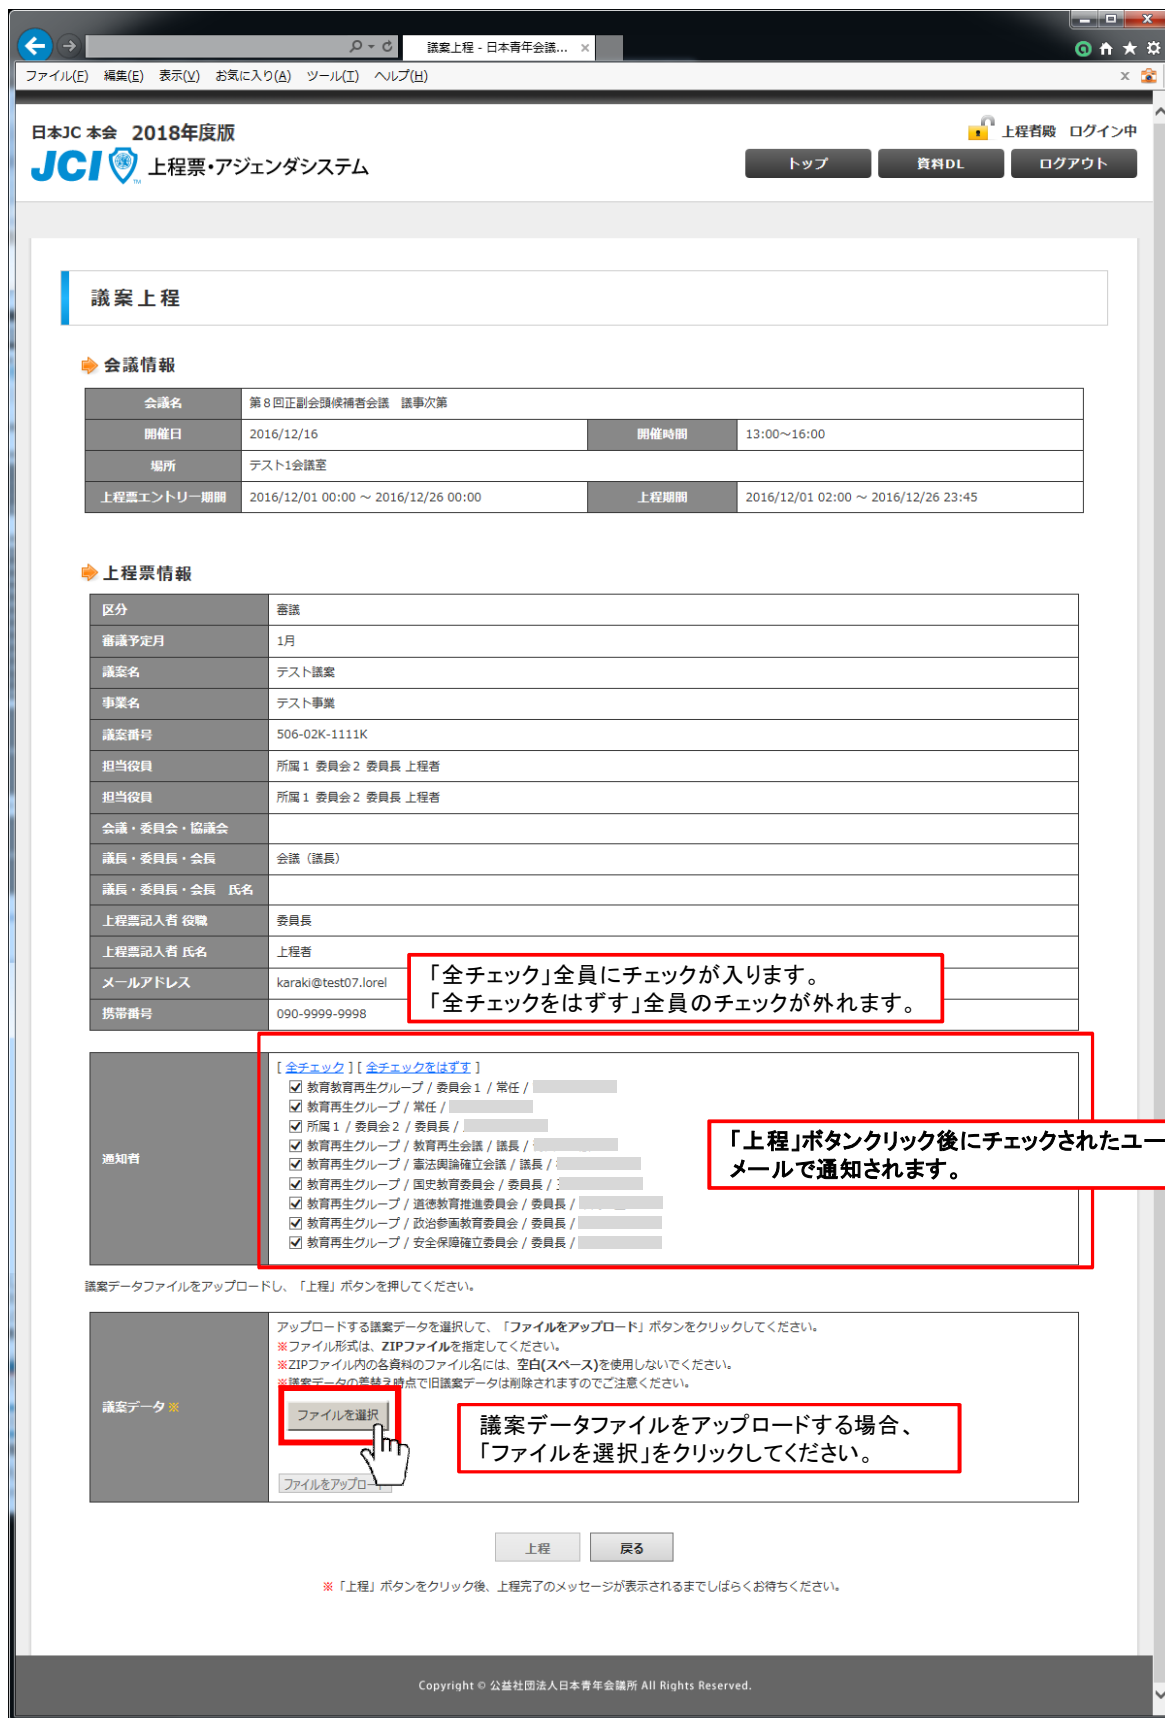 議案上程 - 日本青年会議...
ファイル(F) 編集(E) 表示(V) お気に入り(A) ツール(T) ヘルプ(H)
日本JC 本会 2018年度版
上程者殿 ログイン中
JCI 上程票・アジェンダシステム
TM
トップ 資料DL ログアウト
議案上程
会議情報
会議名 第8回正副会頭候補者会議 議事次第
開催日 2016/12/16 開催時間 13:00～16:00
場所 テスト1会議室
上程票エントリー期間 2016/12/01 00:00 ～ 2016/12/26 00:00 上程期間 2016/12/01 02:00 ～ 2016/12/26 23:45
上程票情報
区分 審議
審議予定月 1月
議案名 テスト議案
事業名 テスト事業
議案番号 506-02K-1111K
担当役員 所属1 委員会2 委員長 上程者
担当役員 所属1 委員会2 委員長 上程者
会議・委員会・協議会
議長・委員長・会長 会議（議長）
議長・委員長・会長 氏名
上程票記入者 役職 委員長
上程票記入者 氏名 上程者
メールアドレス karaki@test07.lorel
携帯番号 090-9999-9998
「全チェック」全員にチェックが入ります。
「全チェックをはずす」全員のチェックが外れます。
通知者
[ 全チェック ] [ 全チェックをはずす ]
教育教育再生グループ / 委員会1 / 常任 /
教育再生グループ / 常任 /
所属1 / 委員会2 / 委員長 /
教育再生グループ / 教育再生会議 / 議長 /
教育再生グループ / 憲法輿論確立会議 / 議長 /
教育再生グループ / 国史教育委員会 / 委員長 /
教育再生グループ / 道徳教育推進委員会 / 委員長 /
教育再生グループ / 政治参画教育委員会 / 委員長 /
教育再生グループ / 安全保障確立委員会 / 委員長 /
「上程」ボタンクリック後にチェックされたユー
メールで通知されます。
議案データファイルをアップロードし、「上程」ボタンを押してください。
議案データ※
アップロードする議案データを選択して、「ファイルをアップロード」ボタンをクリックしてください。
※ファイル形式は、ZIPファイルを指定してください。
※ZIPファイル内の各資料のファイル名には、空白(スペース)を使用しないでください。
※議案データの差替え時点で旧議案データは削除されますのでご注意ください。
ファイルを選択
議案データファイルをアップロードする場合、
「ファイルを選択」をクリックしてください。
ファイルをアップロード
上程 戻る
※「上程」ボタンをクリック後、上程完了のメッセージが表示されるまでしばらくお待ちください。
Copyright © 公益社団法人日本青年会議所 All Rights Reserved.